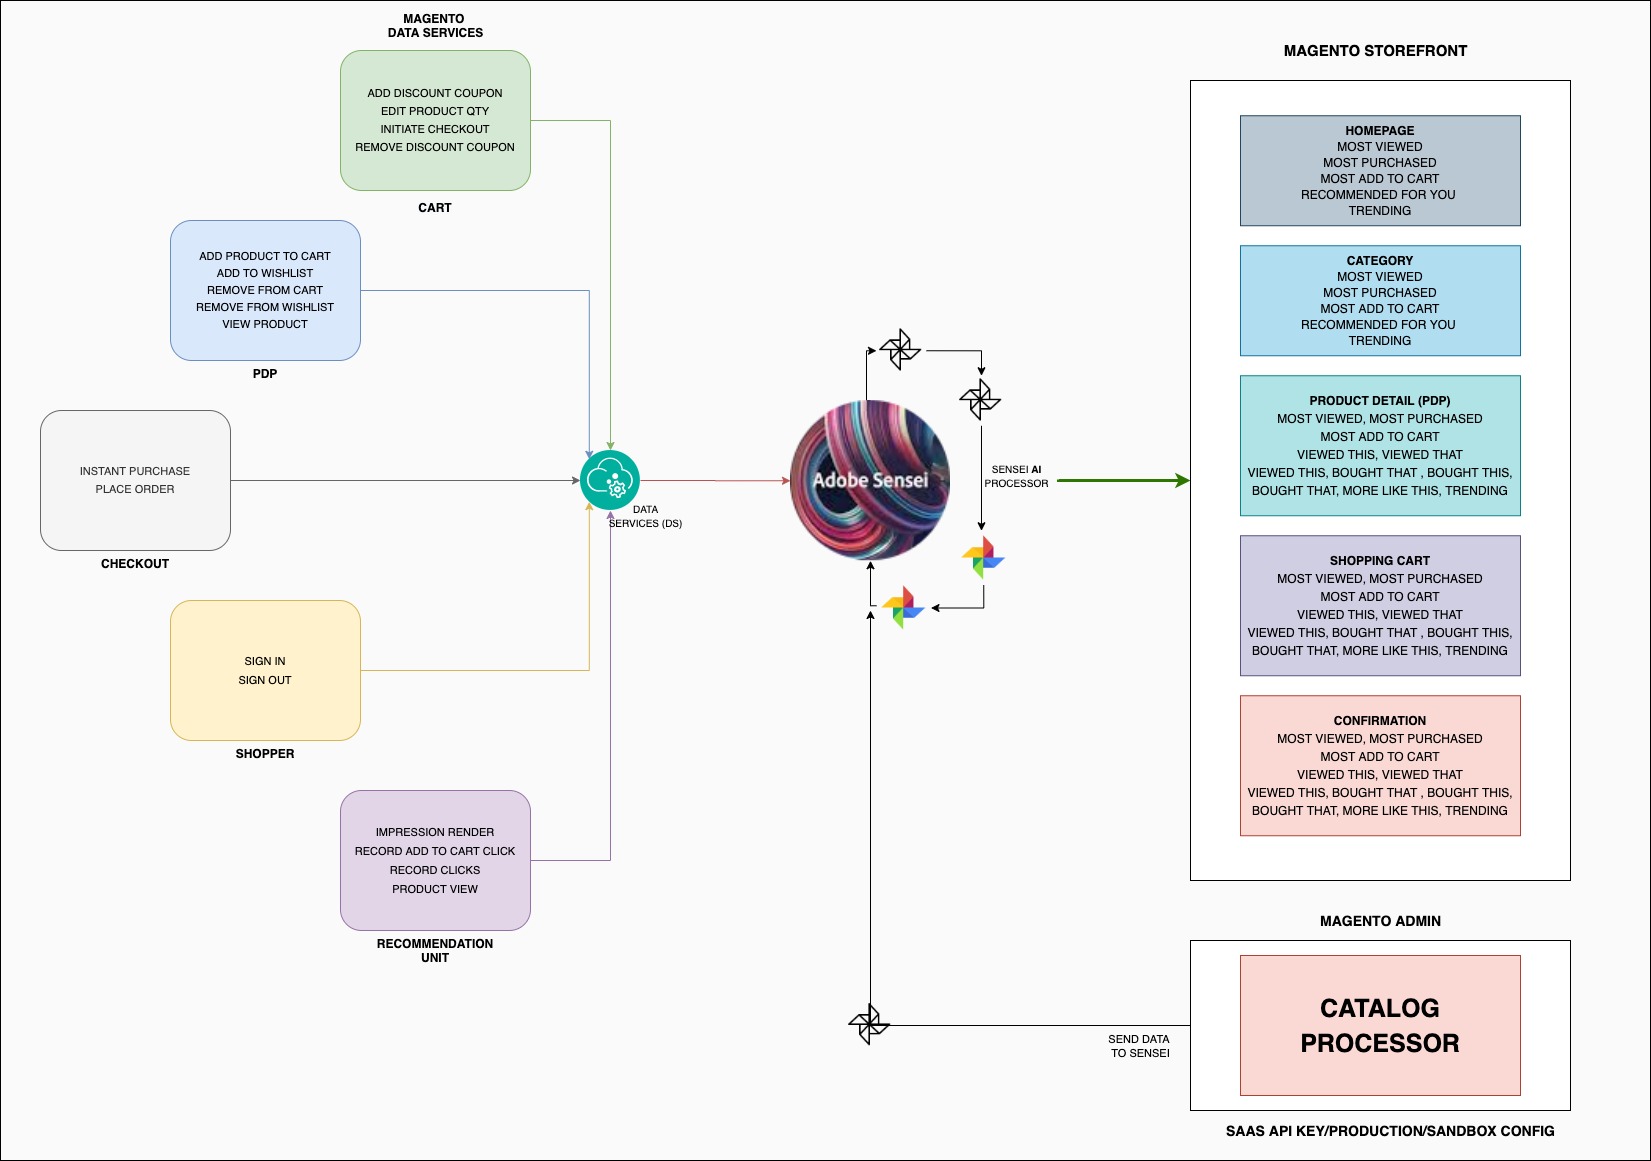 MAGENTO
DATA SERVICES
ADD DISCOUNT COUPON
EDIT PRODUCT QTY
INITIATE CHECKOUT
REMOVE DISCOUNT COUPON
CART
ADD PRODUCT TO CART
ADD TO WISHLIST
REMOVE FROM CART
REMOVE FROM WISHLIST
VIEW PRODUCT
PDP
INSTANT PURCHASE
PLACE ORDER
CHECKOUT
SIGN IN
SIGN OUT
SHOPPER
IMPRESSION RENDER
RECORD ADD TO CART CLICK
RECORD CLICKS
PRODUCT VIEW
RECOMMENDATION
UNIT
DATA
SERVICES (DS)
Adobe Sensei
SENSEI AI
PROCESSOR
MAGENTO STOREFRONT
HOMEPAGE
MOST VIEWED
MOST PURCHASED
MOST ADD TO CART
RECOMMENDED FOR YOU
TRENDING
CATEGORY
MOST VIEWED
MOST PURCHASED
MOST ADD TO CART
RECOMMENDED FOR YOU
TRENDING
PRODUCT DETAIL (PDP)
MOST VIEWED, MOST PURCHASED
MOST ADD TO CART
VIEWED THIS, VIEWED THAT
VIEWED THIS, BOUGHT THAT , BOUGHT THIS,
BOUGHT THAT, MORE LIKE THIS, TRENDING
SHOPPING CART
MOST VIEWED, MOST PURCHASED
MOST ADD TO CART
VIEWED THIS, VIEWED THAT
VIEWED THIS, BOUGHT THAT , BOUGHT THIS,
BOUGHT THAT, MORE LIKE THIS, TRENDING
CONFIRMATION
MOST VIEWED, MOST PURCHASED
MOST ADD TO CART
VIEWED THIS, VIEWED THAT
VIEWED THIS, BOUGHT THAT , BOUGHT THIS,
BOUGHT THAT, MORE LIKE THIS, TRENDING
MAGENTO ADMIN
CATALOG
PROCESSOR
SEND DATA
TO SENSEI
SAAS API KEY/PRODUCTION/SANDBOX CONFIG